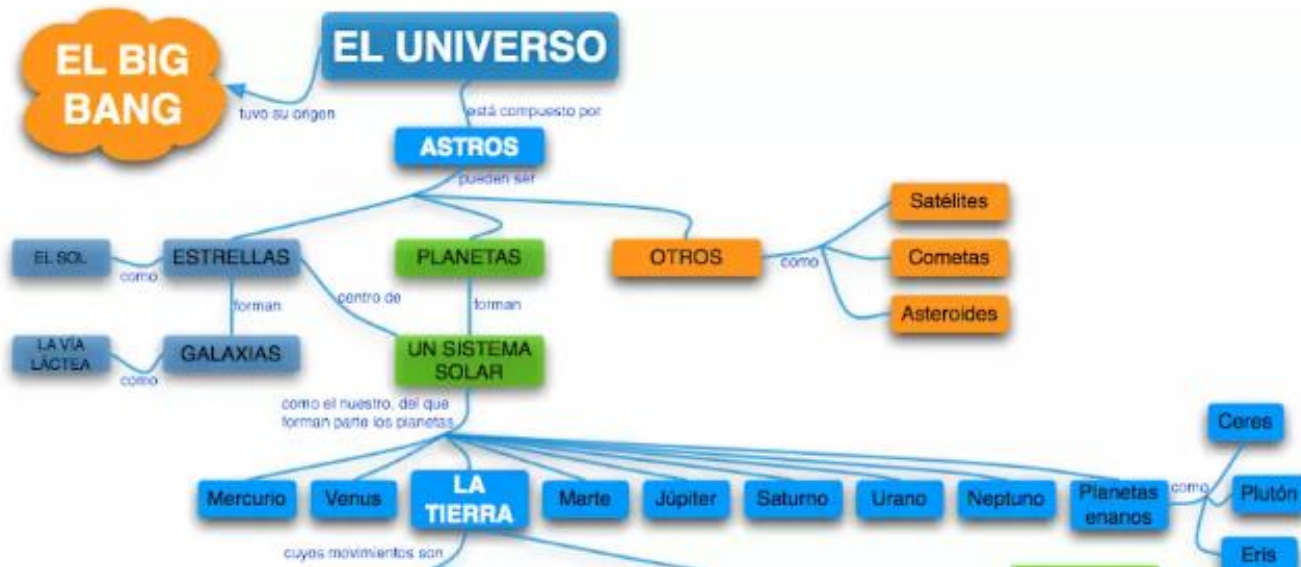 EL BIG
BANG
EL UNIVERSO
tuvo su origen
está compuesto por
ASTROS
pueden ser
EL SOL
como
ESTRELLAS
PLANETAS
OTROS
como
Satélites
Cometas
Asteroides
forman
centro de
forman
LA VÍA
LÁCTEA
como
GALAXIAS
UN SISTEMA
SOLAR
como el nuestro, del que
forman parte los planetas
Mercurio
Venus
LA
TIERRA
Marte
Júpiter
Saturno
Urano
Neptuno
Planetas
enanos
como
Ceres
Plutón
Eris
cuyos movimientos son